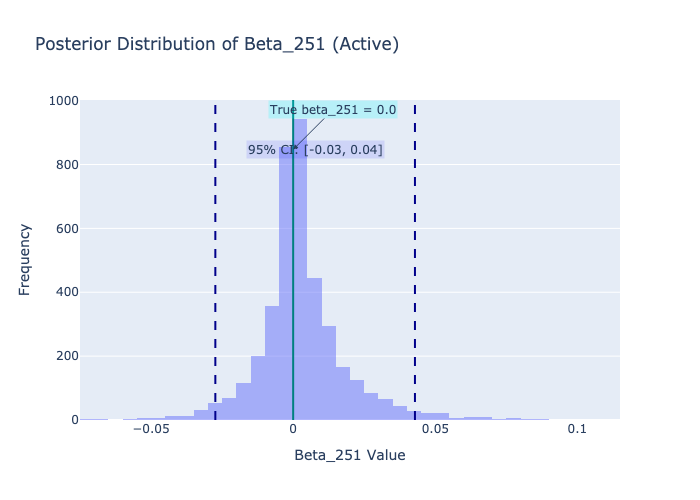 Posterior Distribution of Beta_251 (Active)
1000
True beta_251 = 0.0
95% CI: [-0.03, 0.04]
800
600
Frequency
400
200
0
−0.05
0
0.05
0.1
Beta_251 Value